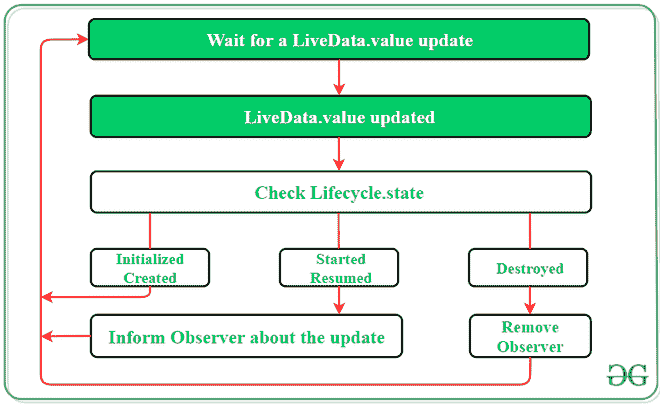 Wait for a LiveData.value update
LiveData.value updated
Check Lifecycle.state
Initialized
Created
Started
Resumed
Destroyed
Inform Observer about the update
Remove
Observer